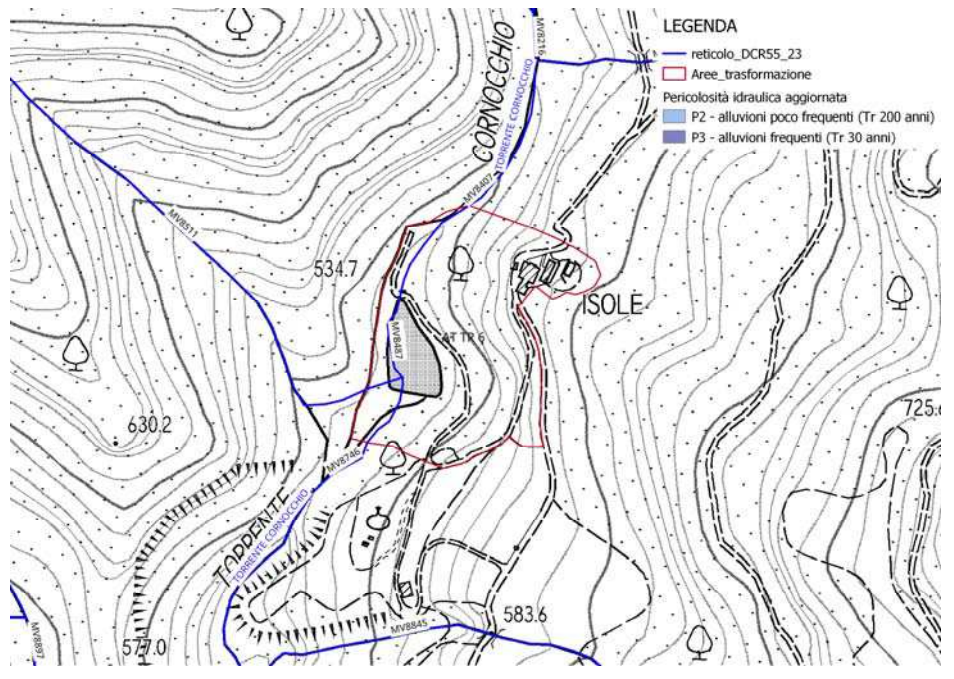 LEGENDA
reticolo_DCR55_23
Aree_trasformazione
Pericolosità idraulica aggiornata
P2 - alluvioni poco frequenti (Tr 200 anni)
P3 - alluvioni frequenti (Tr 30 anni)
MV8216
CORNOCCHIO
TORRENTE CORNOCCHIO
MV8407
MV8511
534.7
ISOLE
AT TR 6
MV8487
630.2
725.6
MV8746
TORRENTE
TORRENTE CORNOCCHIO
583.6
MV8845
MV8897
577.0